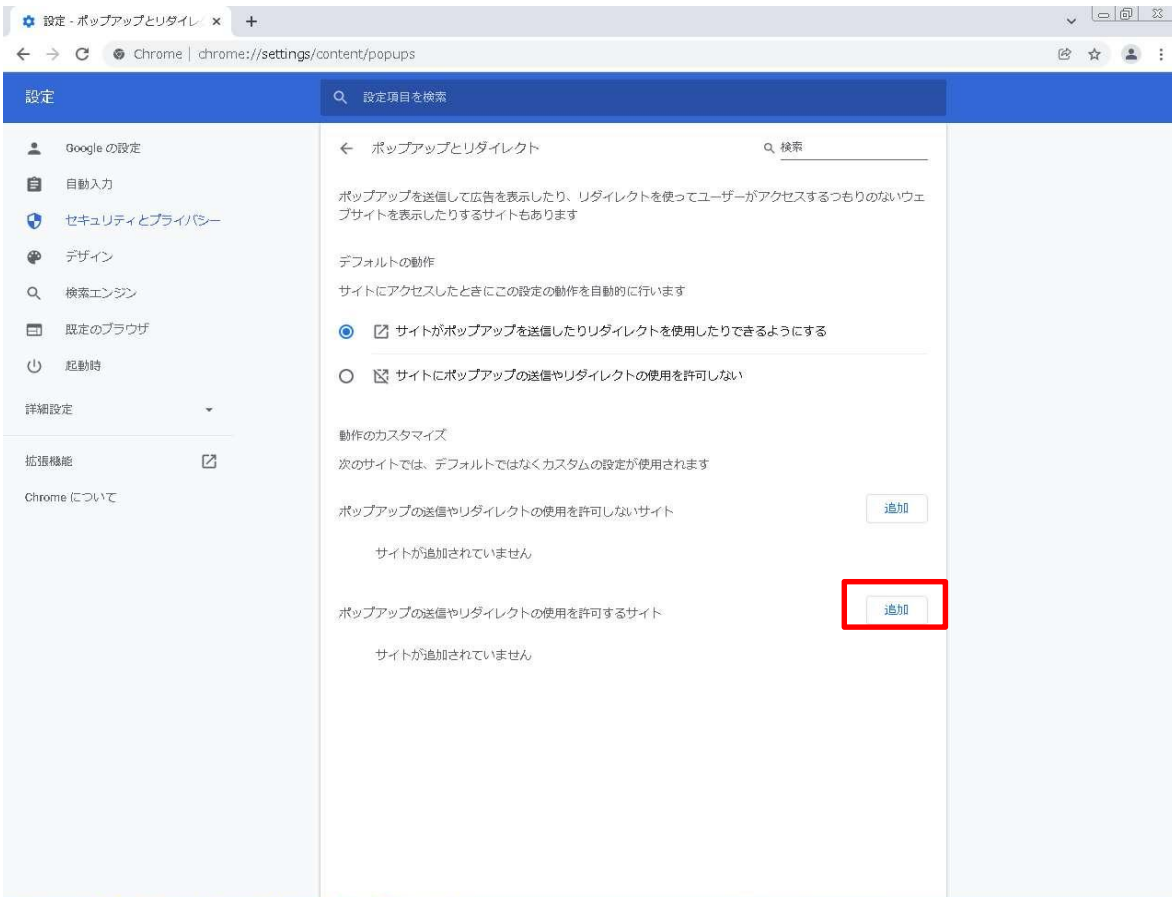 設定 - ポップアップとリダイレ
Chrome | chrome://settings/content/popups
設定
設定項目を検索
Google の設定
自動入力
セキュリティとプライバシー
デザイン
検索エンジン
既定のブラウザ
起動時
詳細設定
拡張機能
Chrome について
ポップアップとリダイレクト
検索
ポップアップを送信して広告を表示したり、リダイレクトを使ってユーザーがアクセスするつもりのないウェ
ブサイトを表示したりするサイトもあります
デフォルトの動作
サイトにアクセスしたときにこの設定の動作を自動的に行います
サイトがポップアップを送信したりリダイレクトを使用したりできるようにする
サイトにポップアップの送信やリダイレクトの使用を許可しない
動作のカスタマイズ
次のサイトでは、デフォルトではなくカスタムの設定が使用されます
ポップアップの送信やリダイレクトの使用を許可しないサイト
追加
サイトが追加されていません
ポップアップの送信やリダイレクトの使用を許可するサイト
追加
サイトが追加されていません